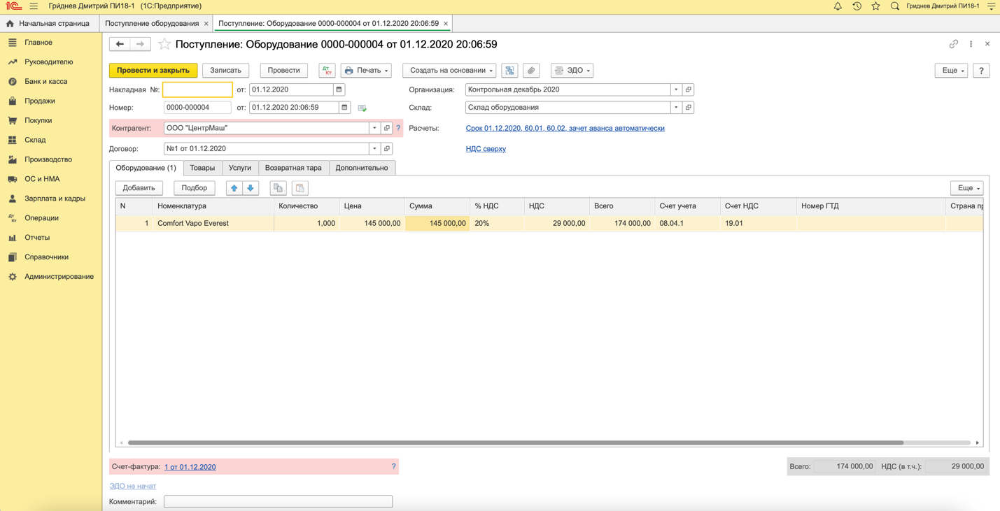 1С Гриднев Дмитрий ПИ18-1 (1С:Предприятие) Гриднев Дмитрий ПИ18-1
Начальная страница Поступление оборудования × Поступление: Оборудование 0000-000004 от 01.12.2020 20:06:59 ×
Главное
Руководителю
Банк и касса
Продажи
Покупки
Склад
Производство
ОС и НМА
Зарплата и кадры
Операции
Отчеты
Справочники
Администрирование
Поступление: Оборудование 0000-000004 от 01.12.2020 20:06:59
Провести и закрыть Записать Провести Дт Кт Печать Создать на основании ЭДО Еще ?
Накладная №: от: 01.12.2020 Организация: Контрольная декабрь 2020
Номер: 0000-000004 от: 01.12.2020 20:06:59 Склад: Склад оборудования
Контрагент: ООО "ЦентрМаш" ? Расчеты: Срок 01.12.2020, 60.01, 60.02, зачет аванса автоматически
Договор: №1 от 01.12.2020 НДС сверху
Оборудование (1) Товары Услуги Возвратная тара Дополнительно
Добавить Подбор Еще
N Номенклатура Количество Цена Сумма % НДС НДС Всего Счет учета Счет НДС Номер ГТД Страна пр
1 Comfort Vapo Everest 1,000 145 000,00 145 000,00 20% 29 000,00 174 000,00 08.04.1 19.01
Счет-фактура: 1 от 01.12.2020 ? Всего: 174 000,00 НДС (в т.ч.): 29 000,00
ЭДО не начат
Комментарий: